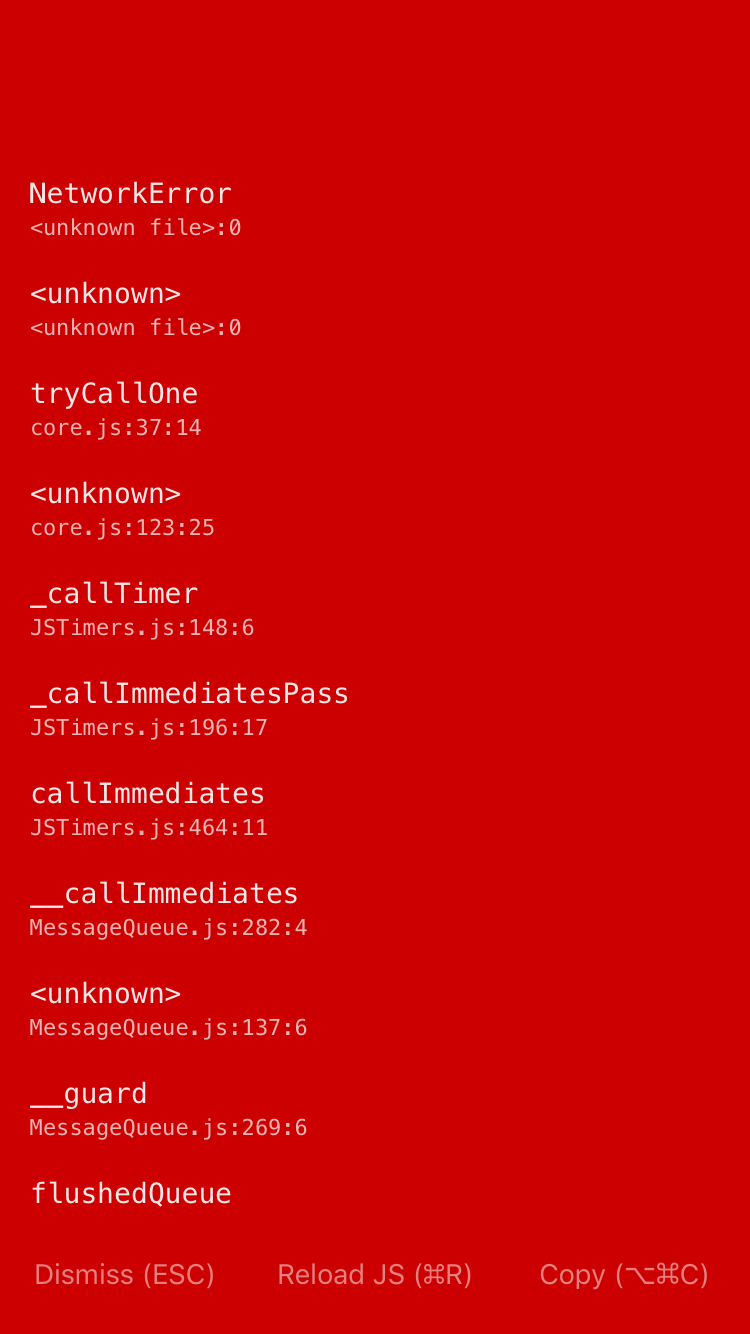 NetworkError
<unknown file>:0
<unknown>
<unknown file>:0
tryCallOne
core.js:37:14
<unknown>
core.js:123:25
_callTimer
JSTimers.js:148:6
_callImmediatesPass
JSTimers.js:196:17
callImmediates
JSTimers.js:464:11
__callImmediates
MessageQueue.js:282:4
<unknown>
MessageQueue.js:137:6
__guard
MessageQueue.js:269:6
flushedQueue
Dismiss (ESC) Reload JS (⌘R) Copy (⌥⌘C)